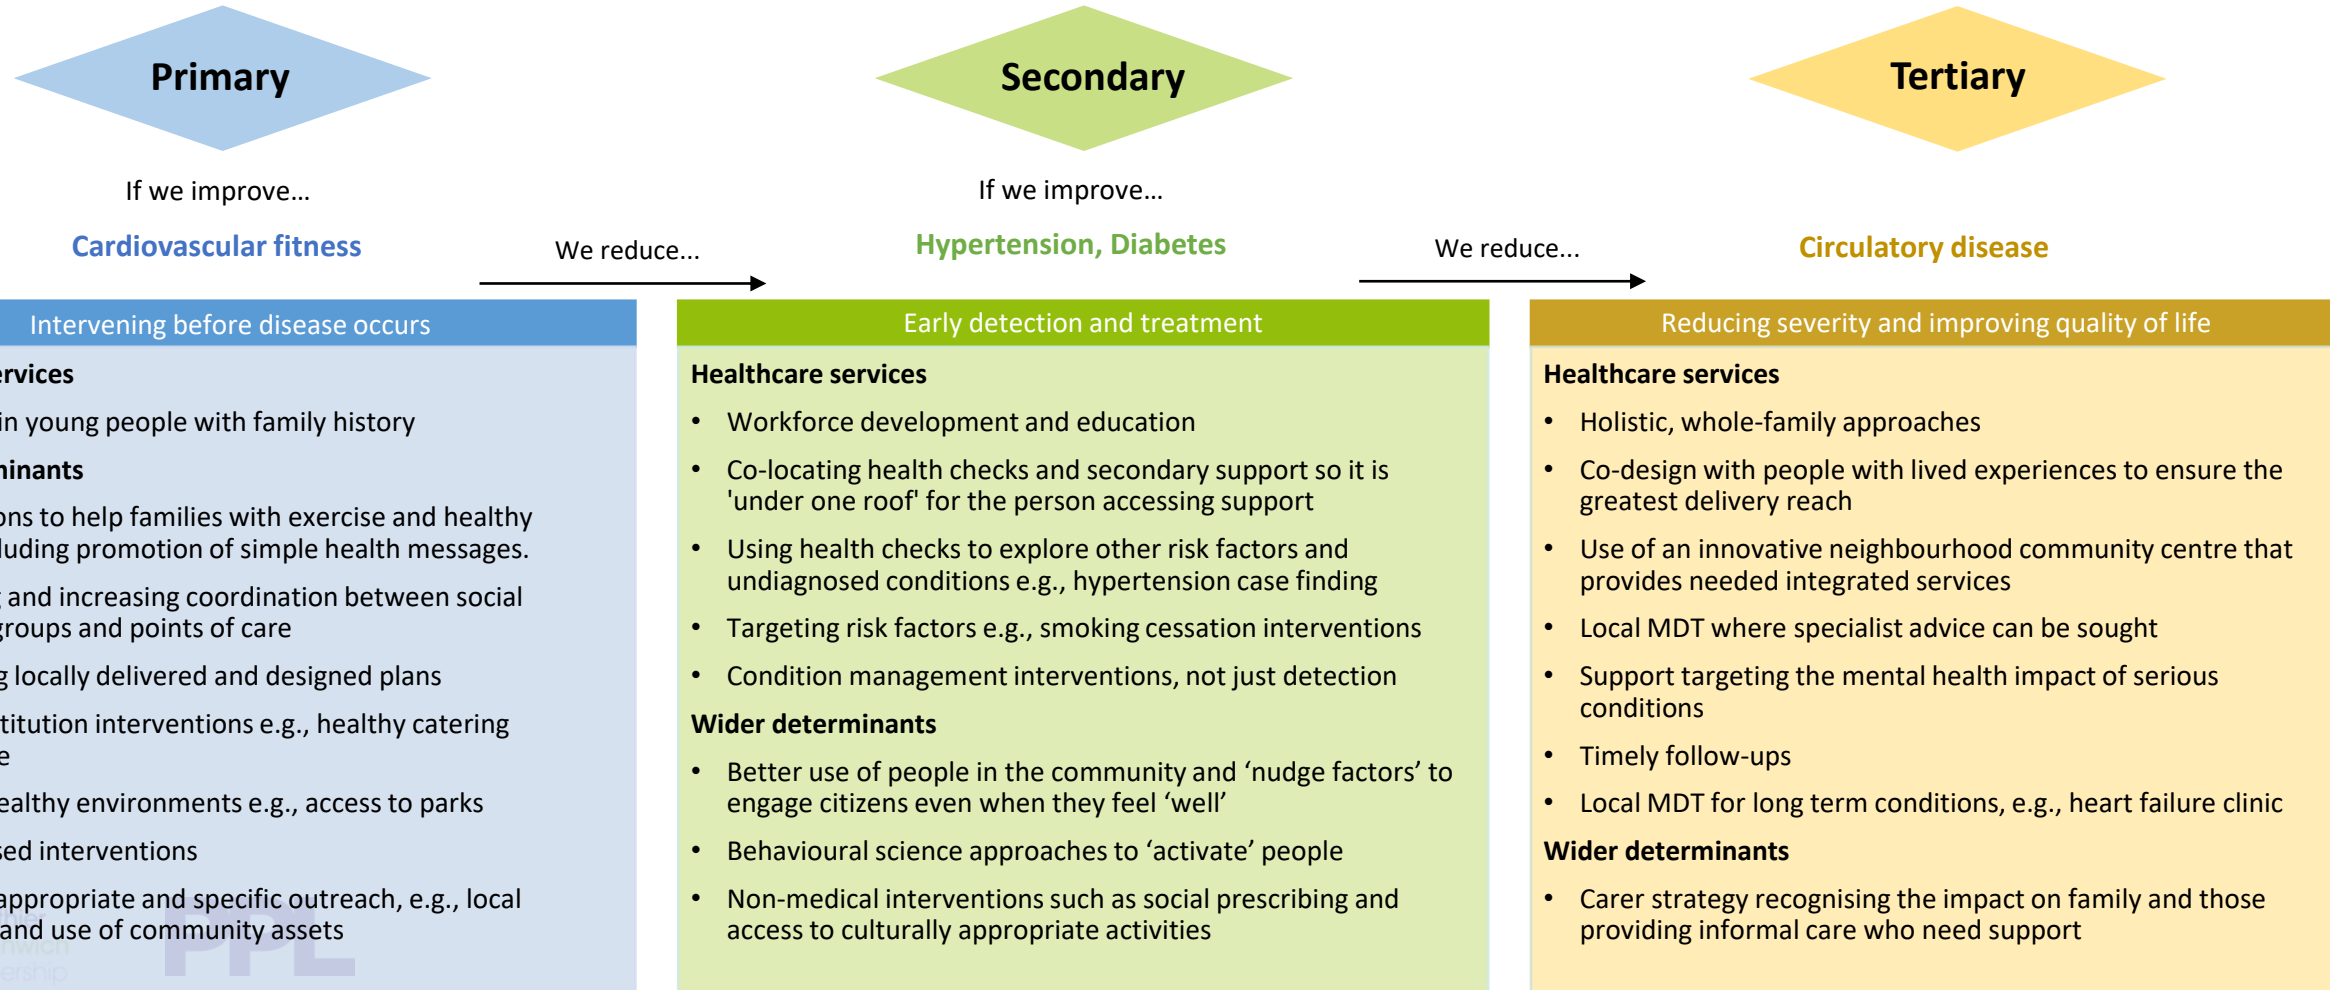 Primary
If we improve...
Cardiovascular fitness
We reduce...
Intervening before disease occurs
in young people with family history
to help families with exercise and healthy
promotion of simple health messages.
and increasing coordination between social
groups and points of care
locally delivered and designed plans
interventions e.g., healthy catering
healthy environments e.g., access to parks
interventions
appropriate and specific outreach, e.g., local
and use of community assets
PPL
Secondary
If we improve...
Hypertension, Diabetes
We reduce...
Early detection and treatment
Healthcare services
• Workforce development and education
• Co-locating health checks and secondary support so it is
'under one roof' for the person accessing support
• Using health checks to explore other risk factors and
undiagnosed conditions e.g., hypertension case finding
• Targeting risk factors e.g., smoking cessation interventions
• Condition management interventions, not just detection
Wider determinants
• Better use of people in the community and ‘nudge factors’ to
engage citizens even when they feel ‘well’
• Behavioural science approaches to ‘activate’ people
• Non-medical interventions such as social prescribing and
access to culturally appropriate activities
Tertiary
Circulatory disease
Reducing severity and improving quality of life
Healthcare services
• Holistic, whole-family approaches
• Co-design with people with lived experiences to ensure the
greatest delivery reach
• Use of an innovative neighbourhood community centre that
provides needed integrated services
• Local MDT where specialist advice can be sought
• Support targeting the mental health impact of serious
conditions
• Timely follow-ups
• Local MDT for long term conditions, e.g., heart failure clinic
Wider determinants
• Carer strategy recognising the impact on family and those
providing informal care who need support